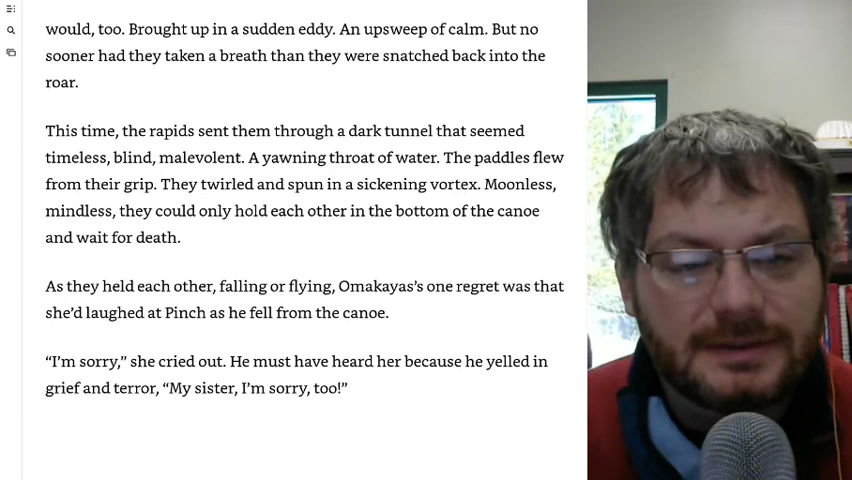 would, too. Brought up in a sudden eddy. An upsweep of calm. But no
sooner had they taken a breath than they were snatched back into the
roar.
This time, the rapids sent them through a dark tunnel that seemed
timeless, blind, malevolent. A yawning throat of water. The paddles flew
from their grip. They twirled and spun in a sickening vortex. Moonless,
mindless, they could only hold each other in the bottom of the canoe
and wait for death.
As they held each other, falling or flying, Omakayas’s one regret was that
she’d laughed at Pinch as he fell from the canoe.
“I’m sorry,” she cried out. He must have heard her because he yelled in
grief and terror, “My sister, I’m sorry, too!”